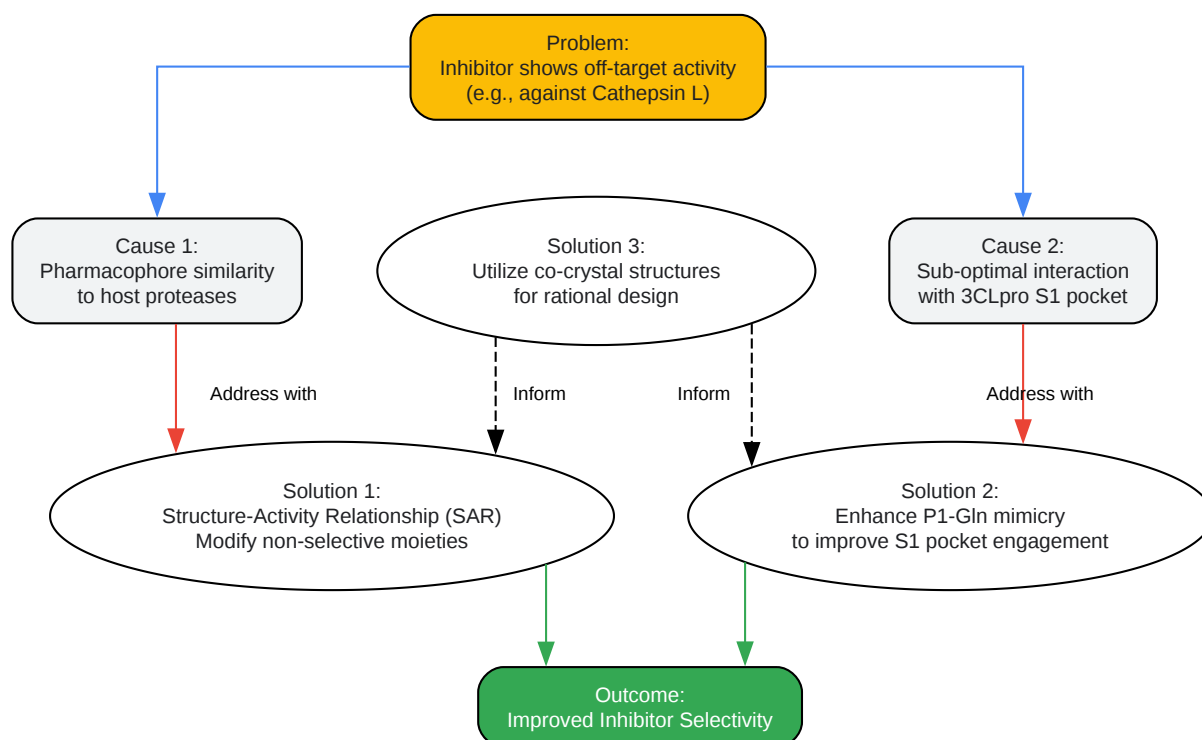 Problem:
Inhibitor shows off-target activity
(e.g., against Cathepsin L)
Cause 1:
Pharmacophore similarity
to host proteases
Solution 3:
Utilize co-crystal structures
for rational design
Cause 2:
Sub-optimal interaction
with 3CLpro S1 pocket
Address with
Inform
Inform
Address with
Solution 1:
Structure-Activity Relationship (SAR)
Modify non-selective moieties
Solution 2:
Enhance P1-Gln mimicry
to improve S1 pocket engagement
Outcome:
Improved Inhibitor Selectivity